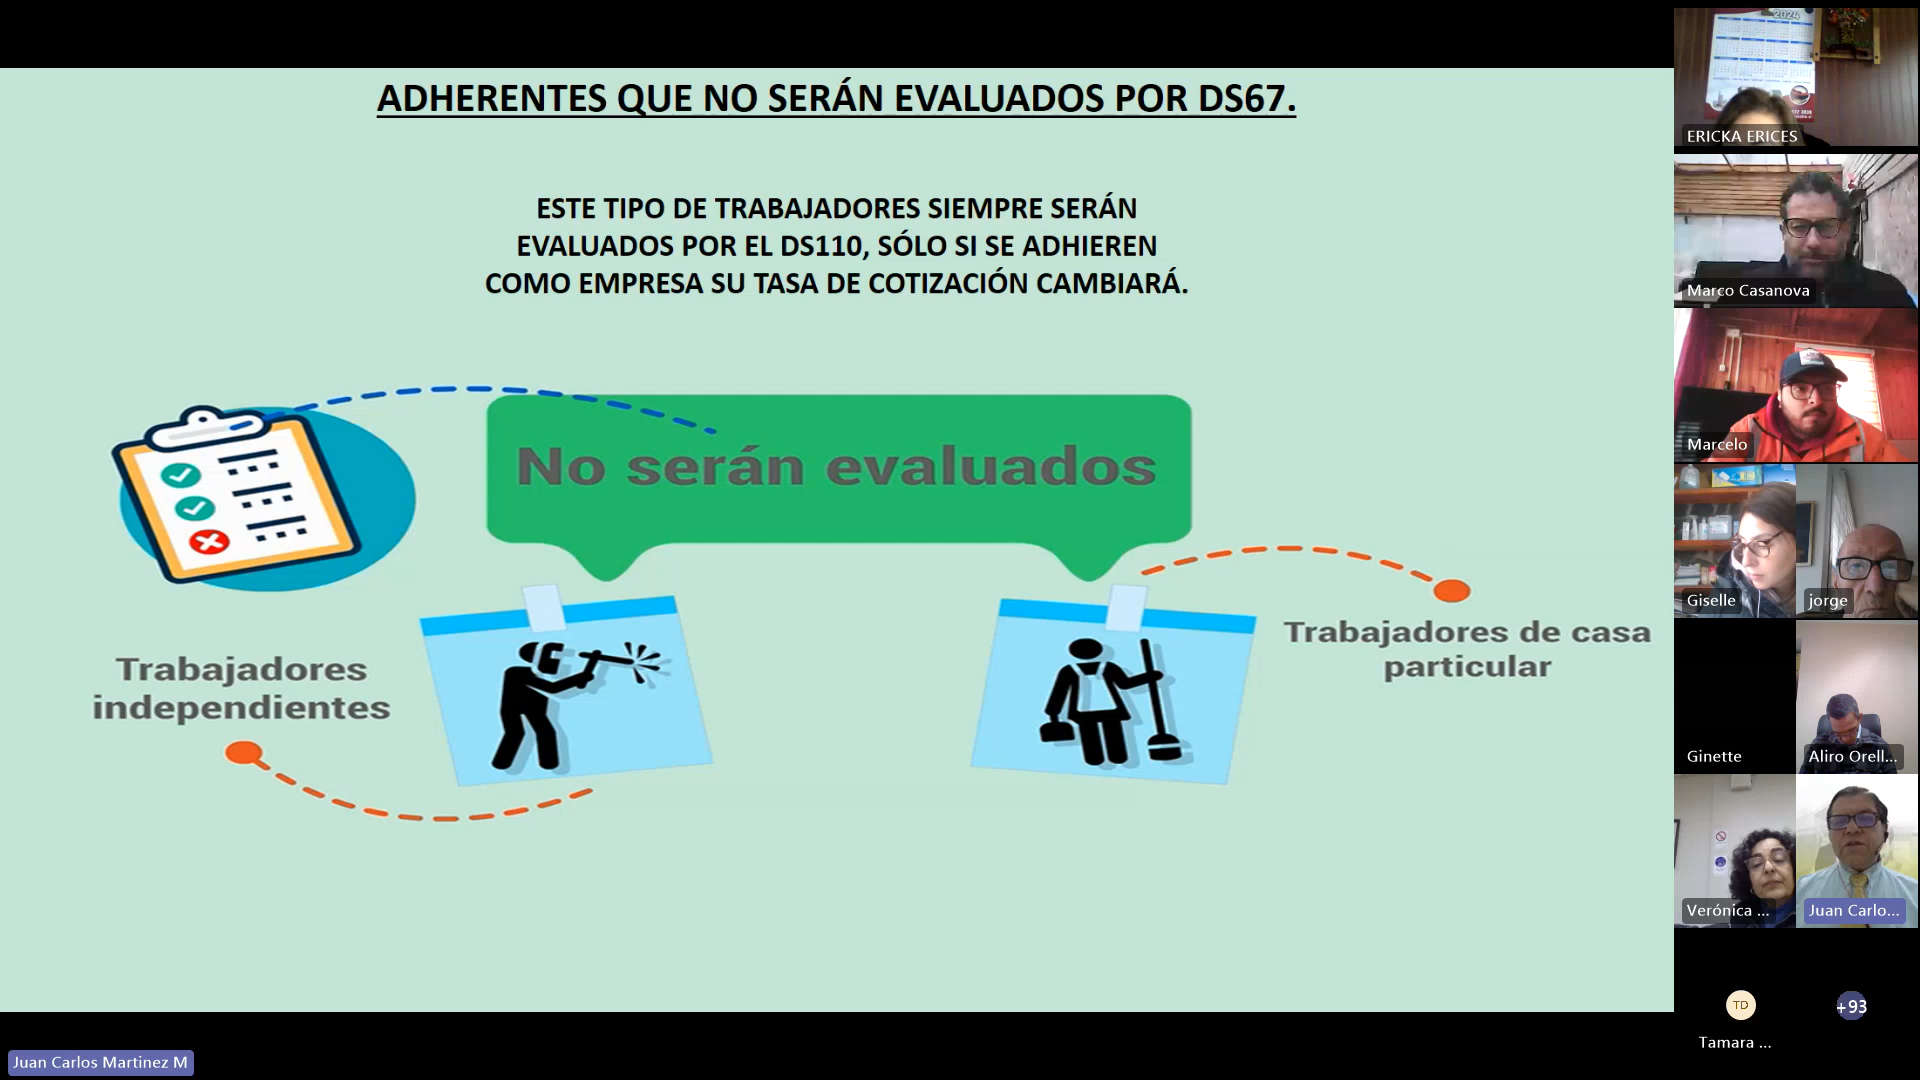 ADHERENTES QUE NO SERÁN EVALUADOS POR DS67.
ESTE TIPO DE TRABAJADORES SIEMPRE SERÁN
EVALUADOS POR EL DS110, SÓLO SI SE ADHIEREN
COMO EMPRESA SU TASA DE COTIZACIÓN CAMBIARÁ.
No serán evaluados
Trabajadores
independientes
Trabajadores de casa
particular
2024
ERICKA ERICES
Marco Casanova
Marcelo
Giselle
jorge
Ginette
Aliro Orell...
Verónica ...
Juan Carlo...
TD
+93
Tamara ...
Juan Carlos Martinez M